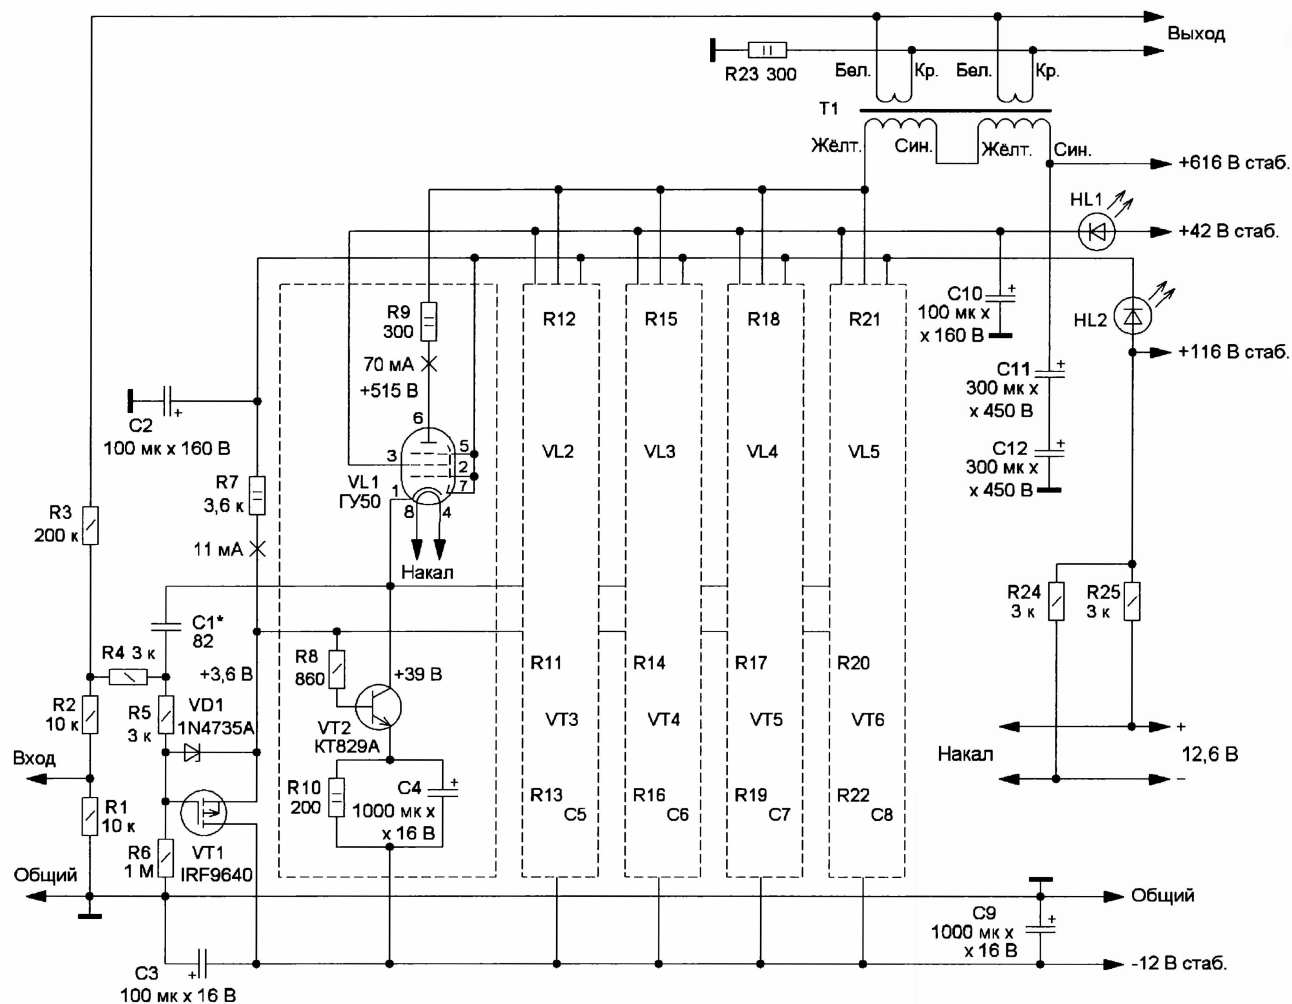 Выход
R23 300
Бел.
Кр.
Бел.
Кр.
T1
Жёлт.
Син.
Жёлт.
Син.
+616 В стаб.
HL1
+42 В стаб.
R9
300
70 мА
+515 В
R12
R15
R18
R21
C10
100 мк х
х 160 В
HL2
+116 В стаб.
C11
300 мк х
х 450 В
C2
100 мк х 160 В
6
3
5
2
7
1
8
4
VL1
ГУ50
VL2
VL3
VL4
VL5
C12
300 мк х
х 450 В
R7
3,6 к
R3
200 к
11 мА
Накал
R24
3 к
R25
3 к
C1*
82
R4 3 к
+3,6 В
R8
860
+39 В
R11
R14
R17
R20
R2
10 к
R5
3 к
VD1
1N4735A
VT2
КТ829А
VT3
VT4
VT5
VT6
Вход
Накал
+
12,6 В
−
R10
200
C4
+
1000 мк х
х 16 В
R13
C5
R16
C6
R19
C7
R22
C8
R1
10 к
R6
1 М
VT1
IRF9640
Общий
Общий
C9
1000 мк х
х 16 В
C3
100 мк х 16 В
-12 В стаб.